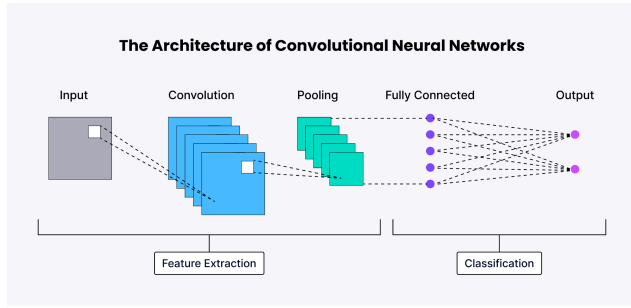 The Architecture of Convolutional Neural Networks
Input
Convolution
Pooling
Fully Connected
Output
Feature Extraction
Classification